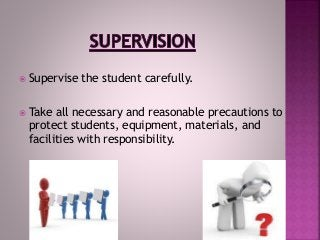 SUPERVISION
Supervise the student carefully.
Take all necessary and reasonable precautions to
protect students, equipment, materials, and
facilities with responsibility.
?